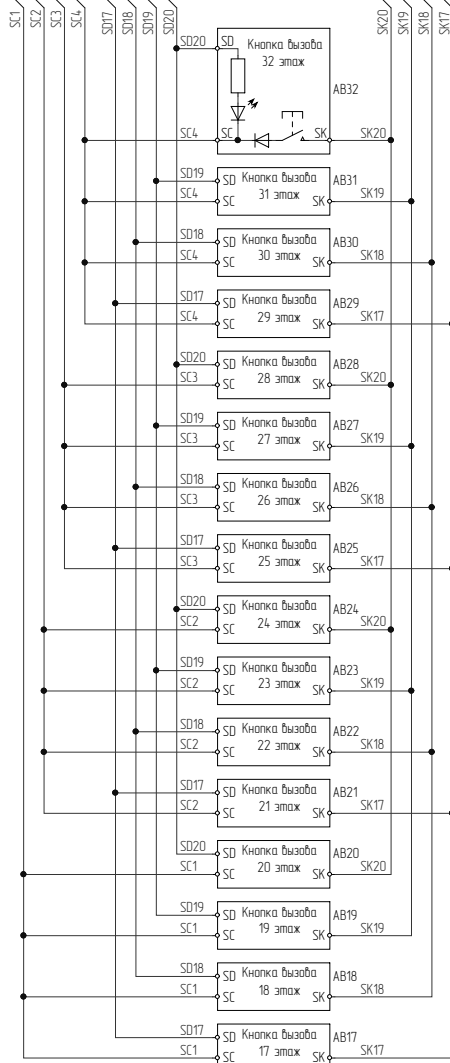 SC1 SC2 SC3 SC4 SD17 SD18 SD19 SD20 SK20 SK19 SK18 SK17
SD20 SD Кнопка вызова
32 этаж
AB32
SC4 SC SK SK20
SD19 SD Кнопка вызова AB31
SC4 SC 31 этаж SK SK19
SD18 SD Кнопка вызова AB30
SC4 SC 30 этаж SK SK18
SD17 SD Кнопка вызова AB29
SC4 SC 29 этаж SK SK17
SD20 SD Кнопка вызова AB28
SC3 SC 28 этаж SK SK20
SD19 SD Кнопка вызова AB27
SC3 SC 27 этаж SK SK19
SD18 SD Кнопка вызова AB26
SC3 SC 26 этаж SK SK18
SD17 SD Кнопка вызова AB25
SC3 SC 25 этаж SK SK17
SD20 SD Кнопка вызова AB24
SC2 SC 24 этаж SK SK20
SD19 SD Кнопка вызова AB23
SC2 SC 23 этаж SK SK19
SD18 SD Кнопка вызова AB22
SC2 SC 22 этаж SK SK18
SD17 SD Кнопка вызова AB21
SC2 SC 21 этаж SK SK17
SD20 SD Кнопка вызова AB20
SC1 SC 20 этаж SK SK20
SD19 SD Кнопка вызова AB19
SC1 SC 19 этаж SK SK19
SD18 SD Кнопка вызова AB18
SC1 SC 18 этаж SK SK18
SD17 SD Кнопка вызова AB17
SC1 SC 17 этаж SK SK17